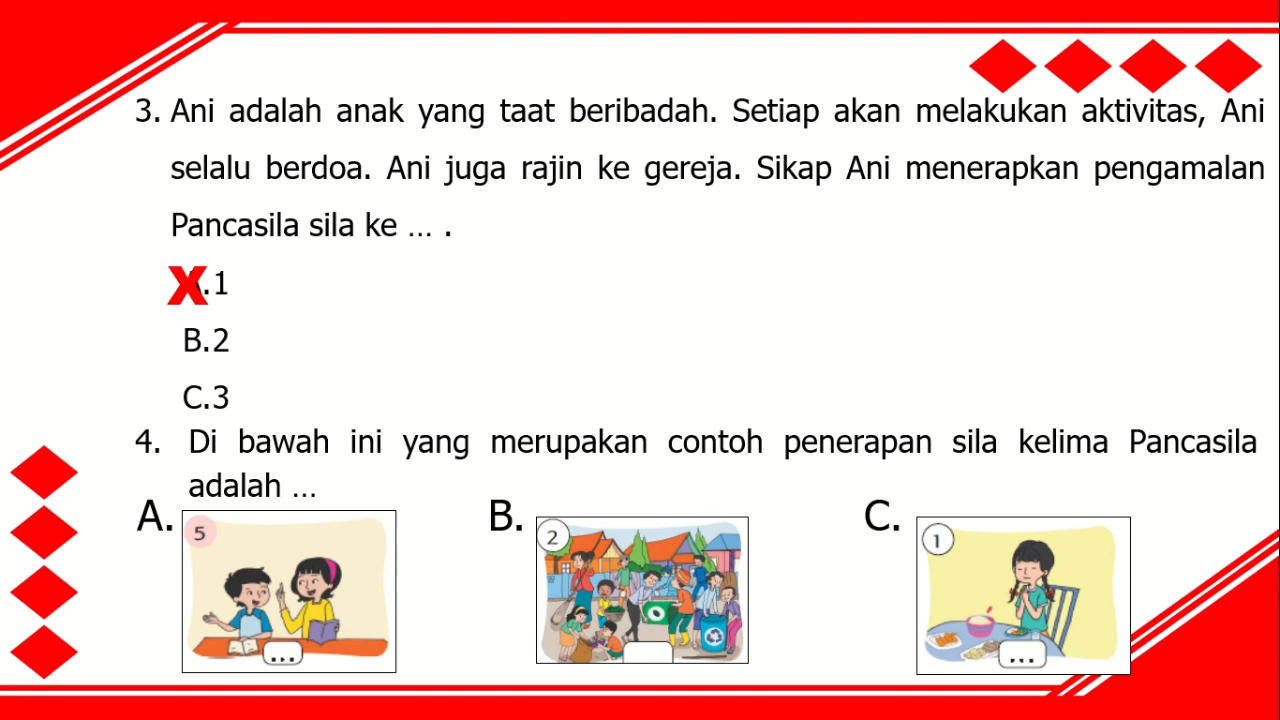 3. Ani adalah anak yang taat beribadah. Setiap akan melakukan aktivitas, Ani
selalu berdoa. Ani juga rajin ke gereja. Sikap Ani menerapkan pengamalan
Pancasila sila ke ... .
X.1
B.2
C.3
4. Di bawah ini yang merupakan contoh penerapan sila kelima Pancasila
adalah ...
A. B. C.
5 2 1
... ...